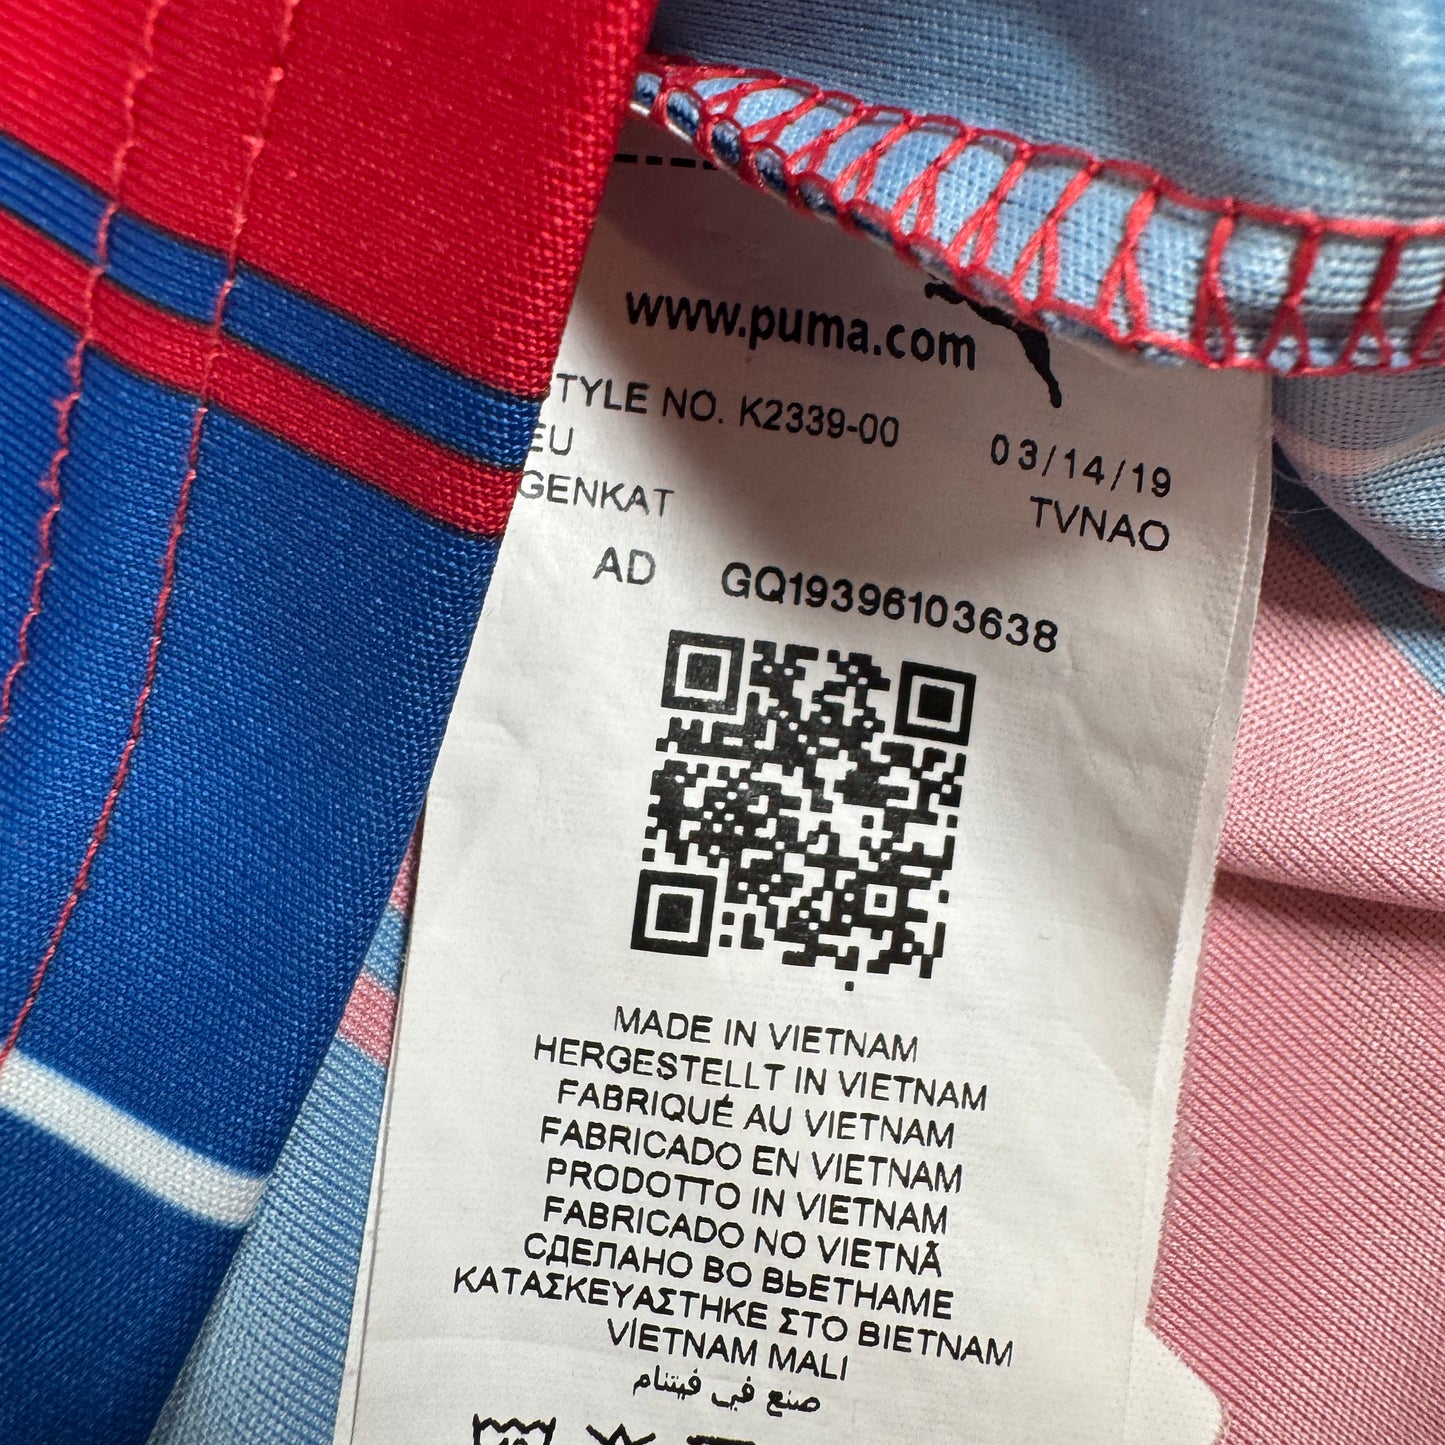 www.puma.com
TYLE NO. K2339-00 03/14/19
EU TVNAO
GENKAT
AD GQ19396103638
MADE IN VIETNAM
HERGESTELLT IN VIETNAM
FABRIQUÉ AU VIETNAM
FABRICADO EN VIETNAM
PRODOTTO IN VIETNAM
FABRICADO NO VIETNÃ
СДЕЛАНО ВО ВЬЕТНАМЕ
ΚΑΤΑΣΚΕΥΑΣΤΗΚΕ ΣΤΟ ΒΙΕΤΝΑΜ
VİETNAM MALI
صنع في فيتنام